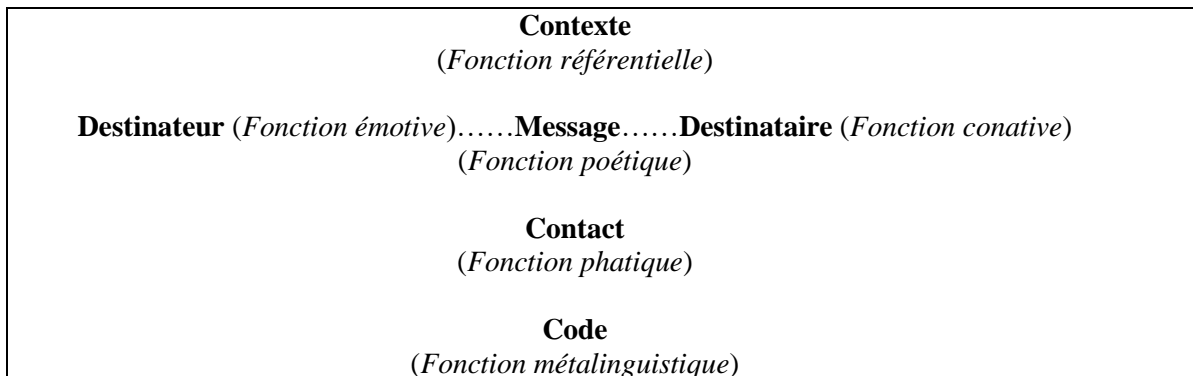 Contexte
(Fonction référentielle)
Destinateur (Fonction émotive)……Message……Destinataire (Fonction conative)
(Fonction poétique)
Contact
(Fonction phatique)
Code
(Fonction métalinguistique)